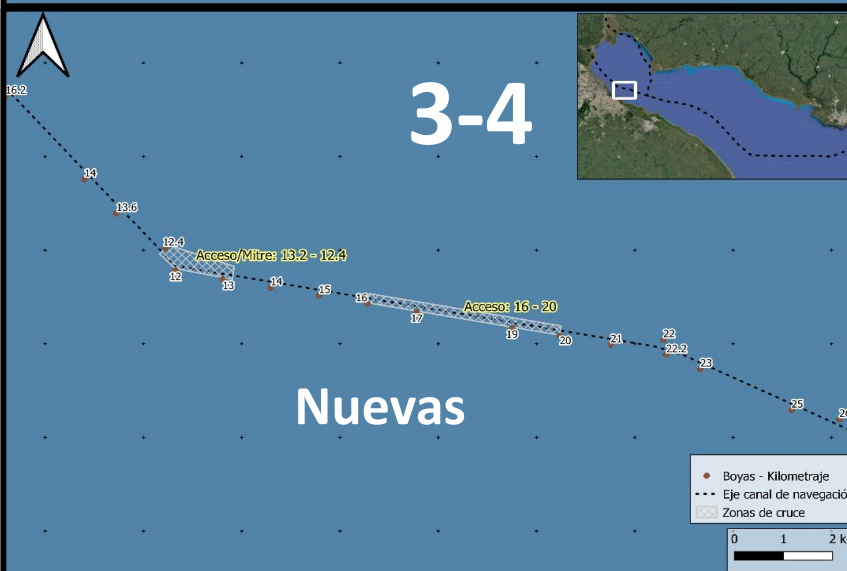 3-4
16.2
14
13.6
12.4
Acceso/Mitre: 13.2 - 12.4
12
13
14
15
16
Acceso: 16 - 20
17
19
20
21
22
22.2
23
25
26
Nuevas
Boyas - Kilometraje
Eje canal de navegació
Zonas de cruce
0 1 2 k